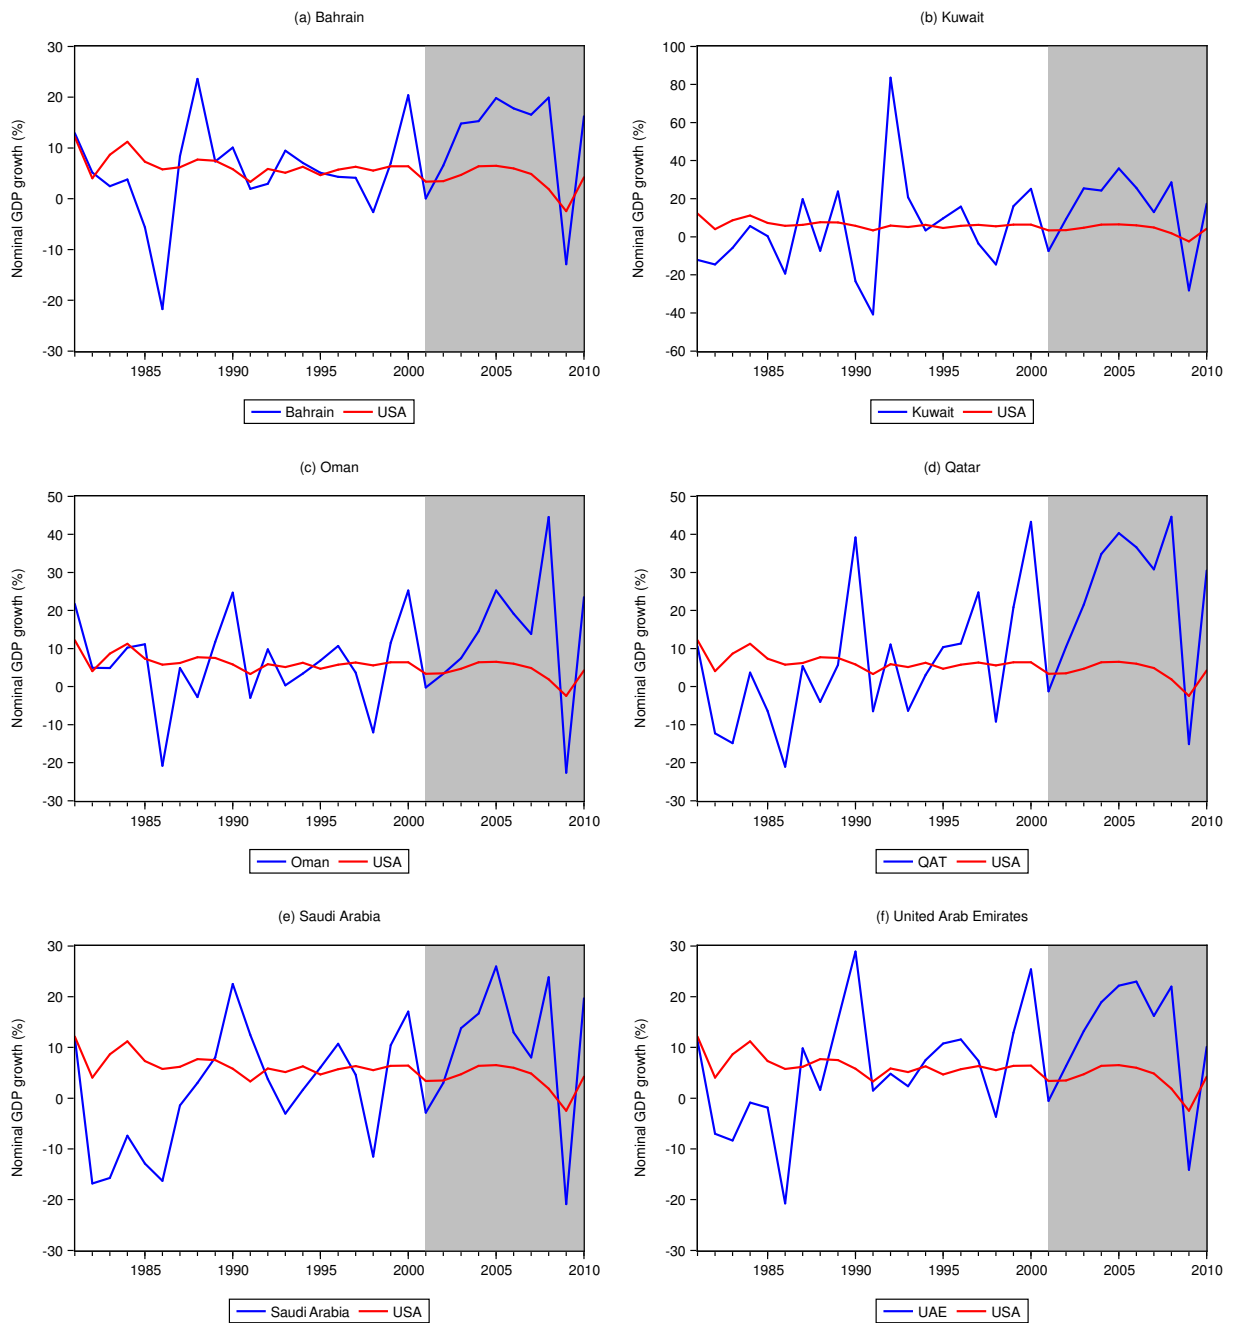 (a) Bahrain
Nominal GDP growth (%)
30
20
10
0
-10
-20
-30
1985 1990 1995 2000 2005 2010
Bahrain USA
(b) Kuwait
Nominal GDP growth (%)
100
80
60
40
20
0
-20
-40
-60
1985 1990 1995 2000 2005 2010
Kuwait USA
(c) Oman
Nominal GDP growth (%)
50
40
30
20
10
0
-10
-20
-30
1985 1990 1995 2000 2005 2010
Oman USA
(d) Qatar
Nominal GDP growth (%)
50
40
30
20
10
0
-10
-20
-30
1985 1990 1995 2000 2005 2010
QAT USA
(e) Saudi Arabia
Nominal GDP growth (%)
30
20
10
0
-10
-20
-30
1985 1990 1995 2000 2005 2010
Saudi Arabia USA
(f) United Arab Emirates
Nominal GDP growth (%)
30
20
10
0
-10
-20
-30
1985 1990 1995 2000 2005 2010
UAE USA